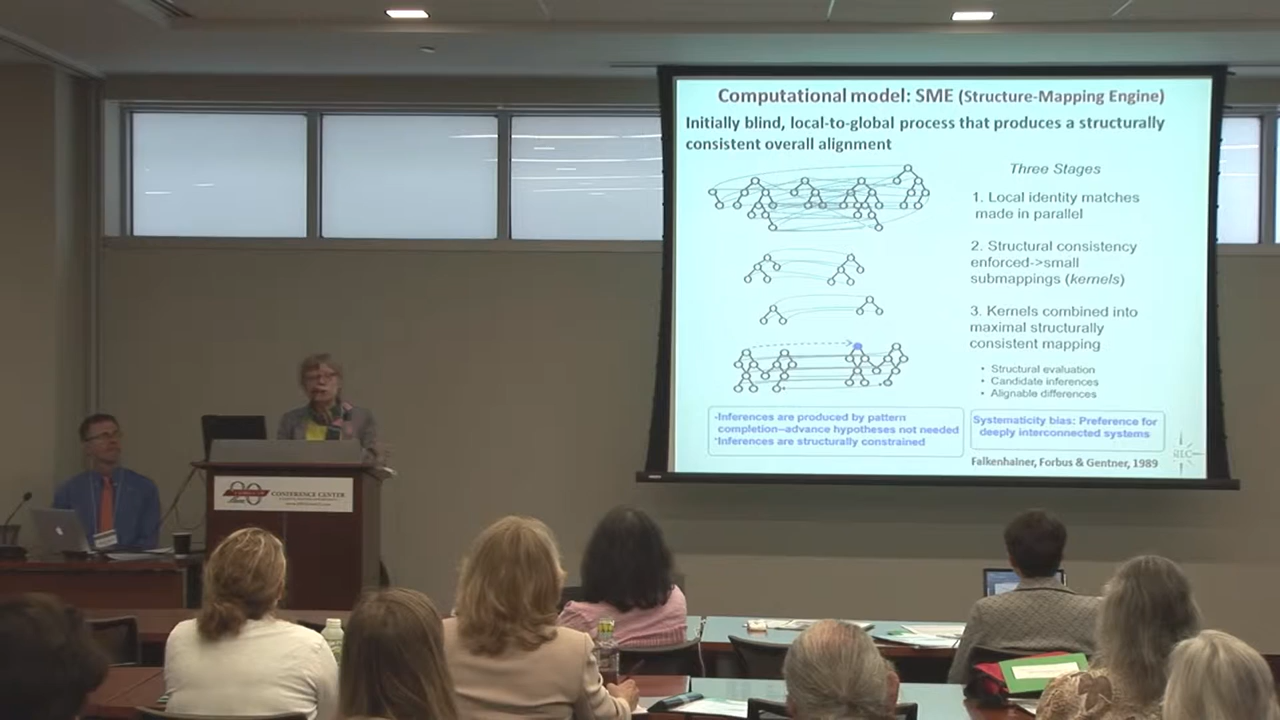 Computational model: SME (Structure-Mapping Engine)
Initially blind, local-to-global process that produces a structurally
consistent overall alignment
Three Stages
1. Local identity matches
made in parallel
2. Structural consistency
enforced->small
submappings (kernels)
3. Kernels combined into
maximal structurally
consistent mapping
• Structural evaluation
• Candidate inferences
• Alignable differences
-Inferences are produced by pattern
completion—advance hypotheses not needed
*Inferences are structurally constrained
Systematicity bias: Preference for
deeply interconnected systems
Falkenhainer, Forbus & Gentner, 1989
20
CONFERENCE CENTER